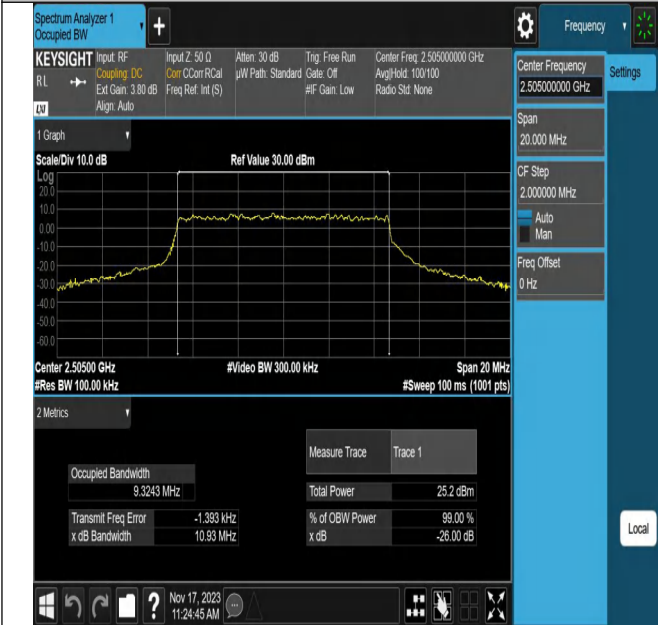 Spectrum Analyzer 1
Occupied BW
+
Frequency
KEYSIGHT
RL
Input: RF
Coupling: DC
Ext Gain: 3.80 dB
Align: Auto
Input Z: 50 Ω
Corr CCorr RCal
Freq Ref: Int (S)
Atten: 30 dB
µW Path: Standard
Trig: Free Run
Gate: Off
#IF Gain: Low
Center Freq: 2.505000000 GHz
Avg|Hold: 100/100
Radio Std: None
Center Frequency
2.505000000 GHz
Settings
Span
20.000 MHz
CF Step
2.000000 MHz
Auto
Man
Freq Offset
0 Hz
Local
1 Graph
Scale/Div 10.0 dB
Ref Value 30.00 dBm
Log
20.0
10.0
0.00
-10.0
-20.0
-30.0
-40.0
-50.0
-60.0
Center 2.50500 GHz
#Video BW 300.00 kHz
Span 20 MHz
#Res BW 100.00 kHz
#Sweep 100 ms (1001 pts)
2 Metrics
Measure Trace
Trace 1
Occupied Bandwidth
9.3243 MHz
Total Power
25.2 dBm
Transmit Freq Error
-1.393 kHz
% of OBW Power
99.00 %
x dB Bandwidth
10.93 MHz
x dB
-26.00 dB
?
Nov 17, 2023
11:24:45 AM